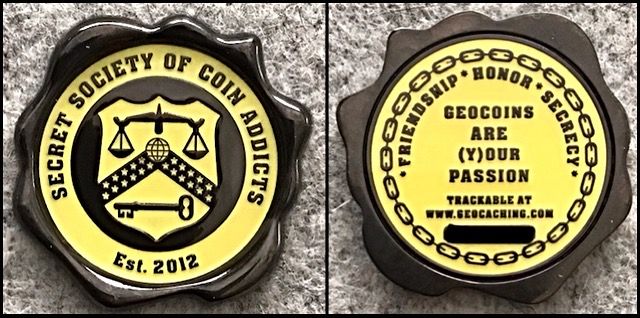 SECRET SOCIETY OF COIN ADDICTS
Est. 2012
*FRIENDSHIP*HONOR*SECRECY*
GEOCOINS
ARE
(Y)OUR
PASSION
TRACKABLE AT
WWW.GEOCACHING.COM